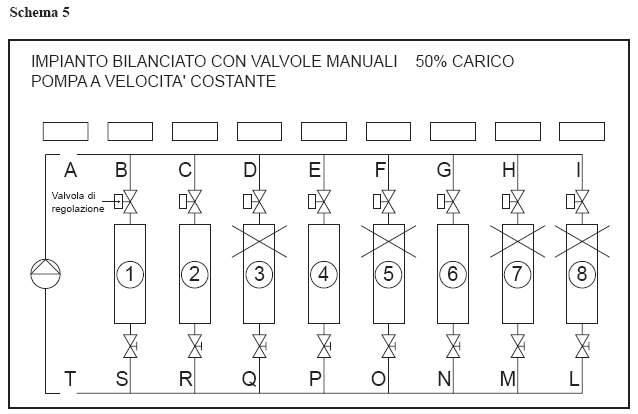 Schema 5
IMPIANTO BILANCIATO CON VALVOLE MANUALI 50% CARICO
POMPA A VELOCITA' COSTANTE
A B C D E F G H I
Valvola di
regolazione
1 2 3 4 5 6 7 8
T S R Q P O N M L